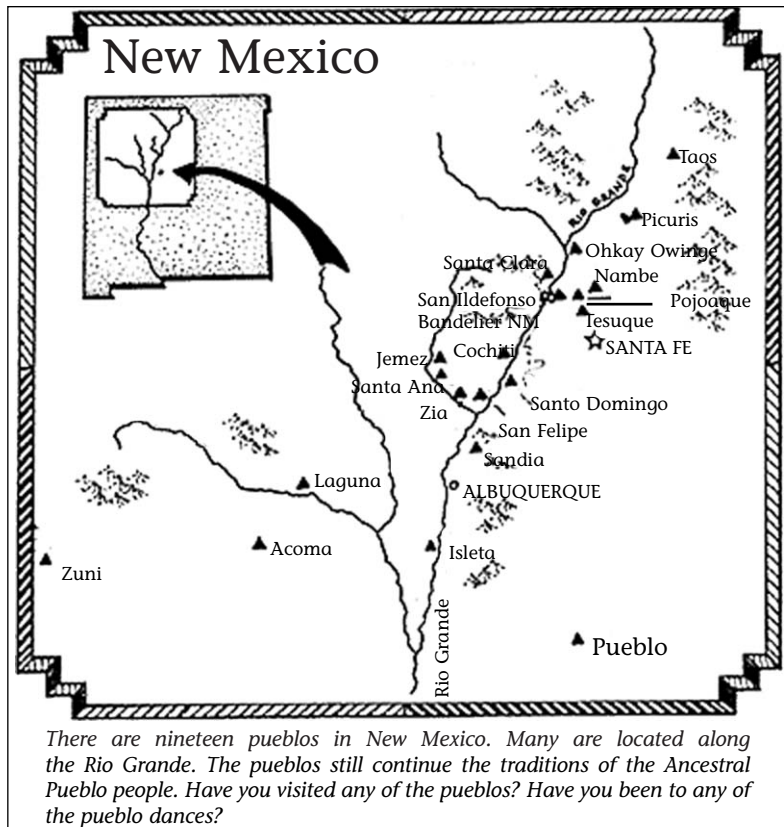 New Mexico
Taos
RIO GRANDE
Picuris
Ohkay Owinge
Santa Clara
Nambe
San Ildefonso
Pojoaque
Bandelier NM
Tesuque
SANTA FE
Cochiti
Jemez
Santa Ana
Santo Domingo
Zia
San Felipe
Sandia
Laguna
ALBUQUERQUE
Acoma
Isleta
Zuni
Rio Grande
Pueblo
There are nineteen pueblos in New Mexico. Many are located along
the Rio Grande. The pueblos still continue the traditions of the Ancestral
Pueblo people. Have you visited any of the pueblos? Have you been to any of
the pueblo dances?